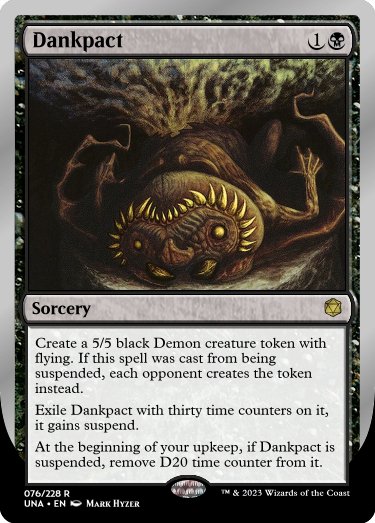 Dankpact 1
Sorcery
Create a 5/5 black Demon creature token with
flying. If this spell was cast from being
suspended, each opponent creates the token
instead.
Exile Dankpact with thirty time counters on it,
it gains suspend.
At the beginning of your upkeep, if Dankpact is
suspended, remove D20 time counter from it.
076/228 R
UNA • EN Mark Hyzer
™ & 2023 Wizards of the Coast